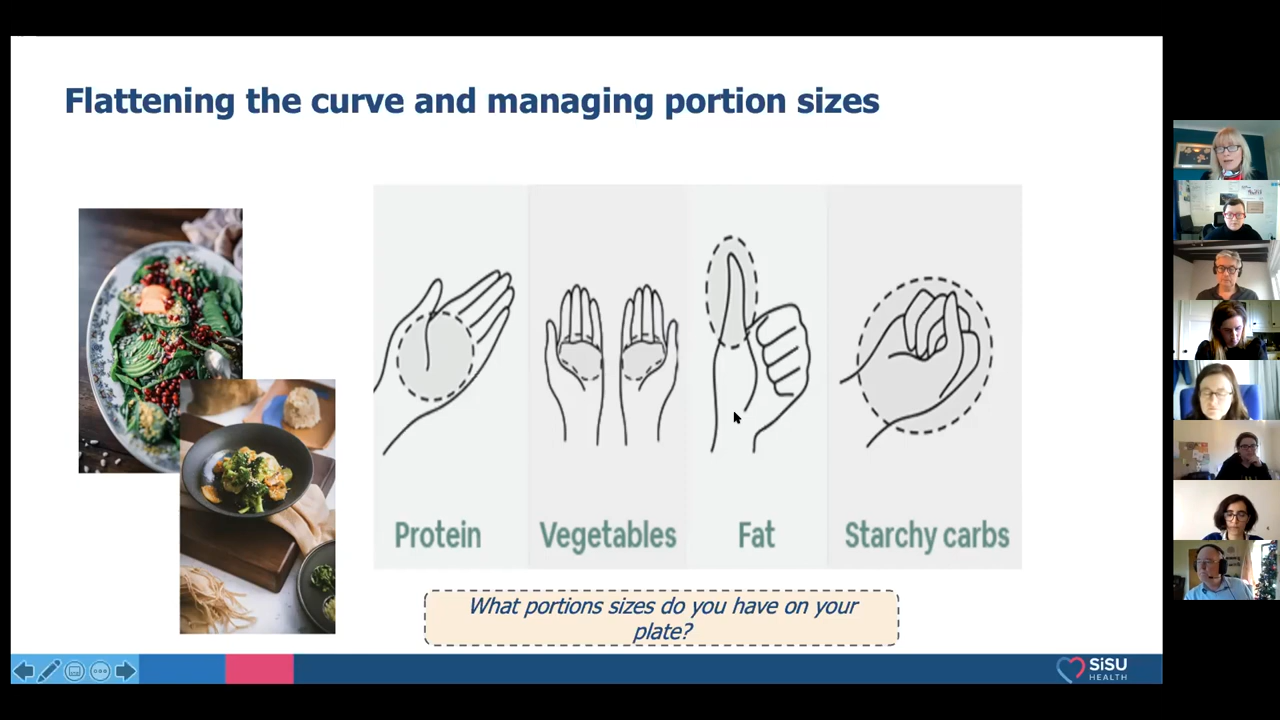 Flattening the curve and managing portion sizes
Protein
Vegetables
Fat
Starchy carbs
What portions sizes do you have on your
plate?
SiSU
HEALTH